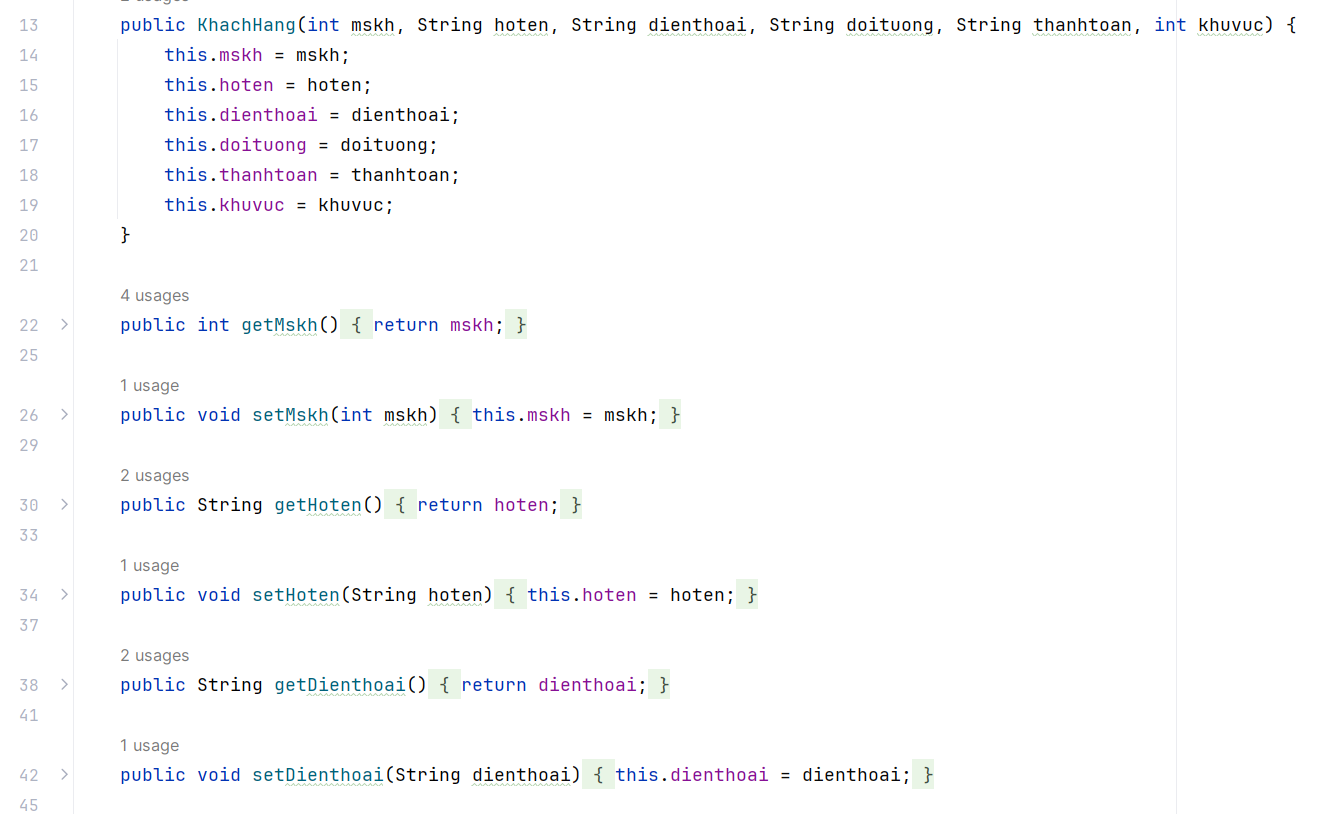 13 public KhachHang(int mskh, String hoten, String dienthoai, String doituong, String thanhtoan, int khuvuc) {
14 this.mskh = mskh;
15 this.hoten = hoten;
16 this.dienthoai = dienthoai;
17 this.doituong = doituong;
18 this.thanhtoan = thanhtoan;
19 this.khuvuc = khuvuc;
20 }
21
4 usages
22 public int getMskh() { return mskh; }
25
1 usage
26 public void setMskh(int mskh) { this.mskh = mskh; }
29
2 usages
30 public String getHoten() { return hoten; }
33
1 usage
34 public void setHoten(String hoten) { this.hoten = hoten; }
37
2 usages
38 public String getDienthoai() { return dienthoai; }
41
1 usage
42 public void setDienthoai(String dienthoai) { this.dienthoai = dienthoai; }
45